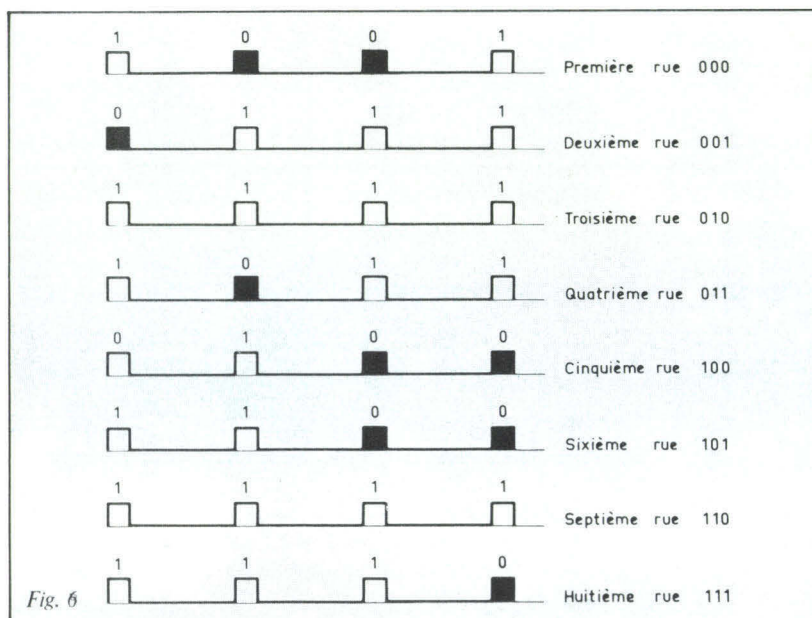 1 0 0 1
Première rue 000
0 1 1 1
Deuxième rue 001
1 1 1 1
Troisième rue 010
1 0 1 1
Quatrième rue 011
0 1 0 0
Cinquième rue 100
1 1 0 0
Sixième rue 101
1 1 1 1
Septième rue 110
1 1 1 0
Huitième rue 111
Fig. 6